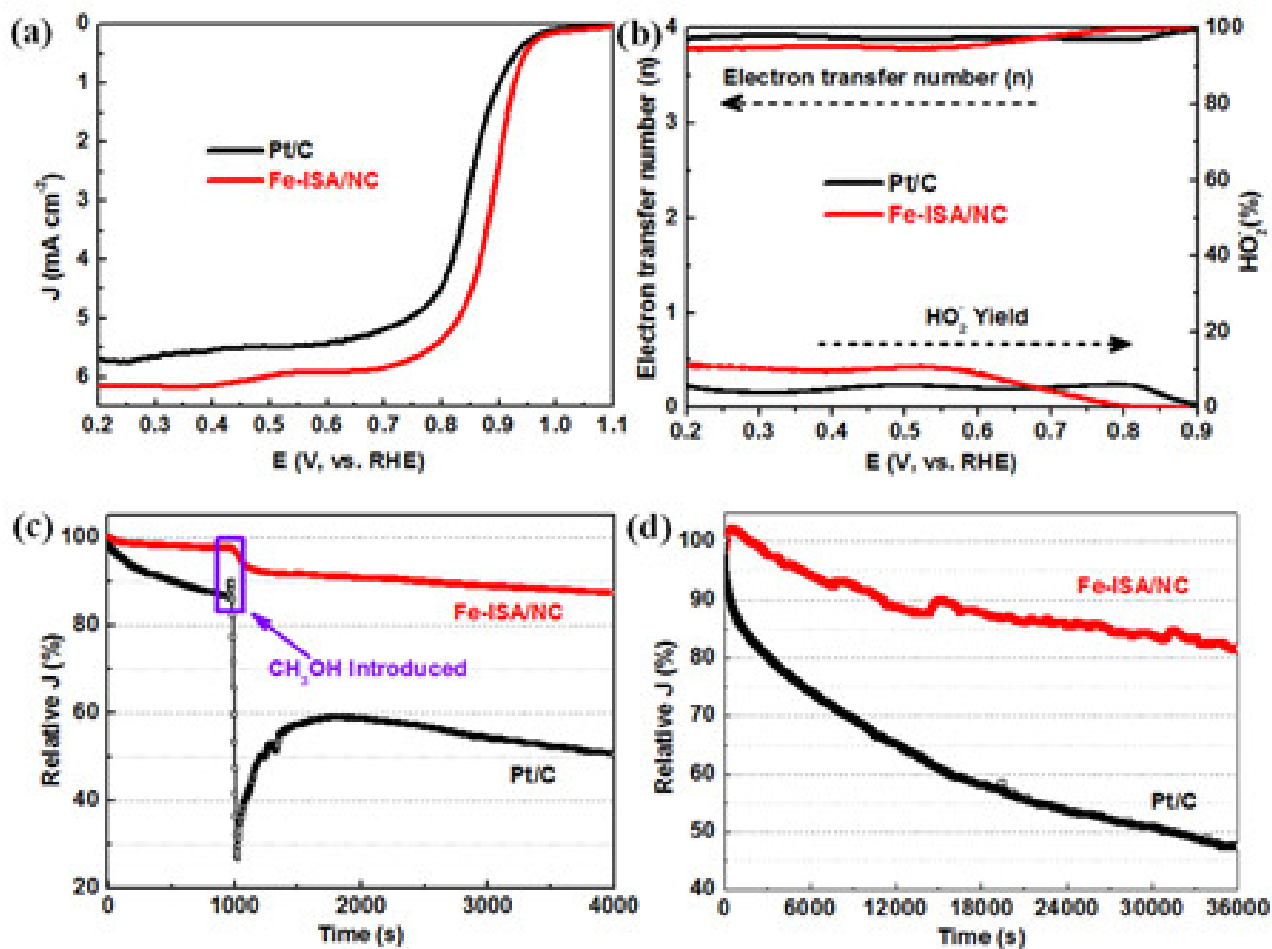 (a)
0
1
2
3
4
5
6
J (mA cm⁻²)
Pt/C
Fe-ISA/NC
0.2 0.3 0.4 0.5 0.6 0.7 0.8 0.9 1.0 1.1
E (V, vs. RHE)
(b)
4
3
2
1
0
Electron transfer number (n)
Electron transfer number (n)
Pt/C
Fe-ISA/NC
HO₂⁻ Yield
100
80
60
40
20
0
HO₂⁻(%)
0.2 0.3 0.4 0.5 0.6 0.7 0.8 0.9
E (V, vs. RHE)
(c)
100
80
60
40
20
Relative J (%)
Fe-ISA/NC
CH₃OH Introduced
Pt/C
0 1000 2000 3000 4000
Time (s)
(d)
100
90
80
70
60
50
40
Relative J (%)
Fe-ISA/NC
Pt/C
0 6000 12000 18000 24000 30000 36000
Time (s)